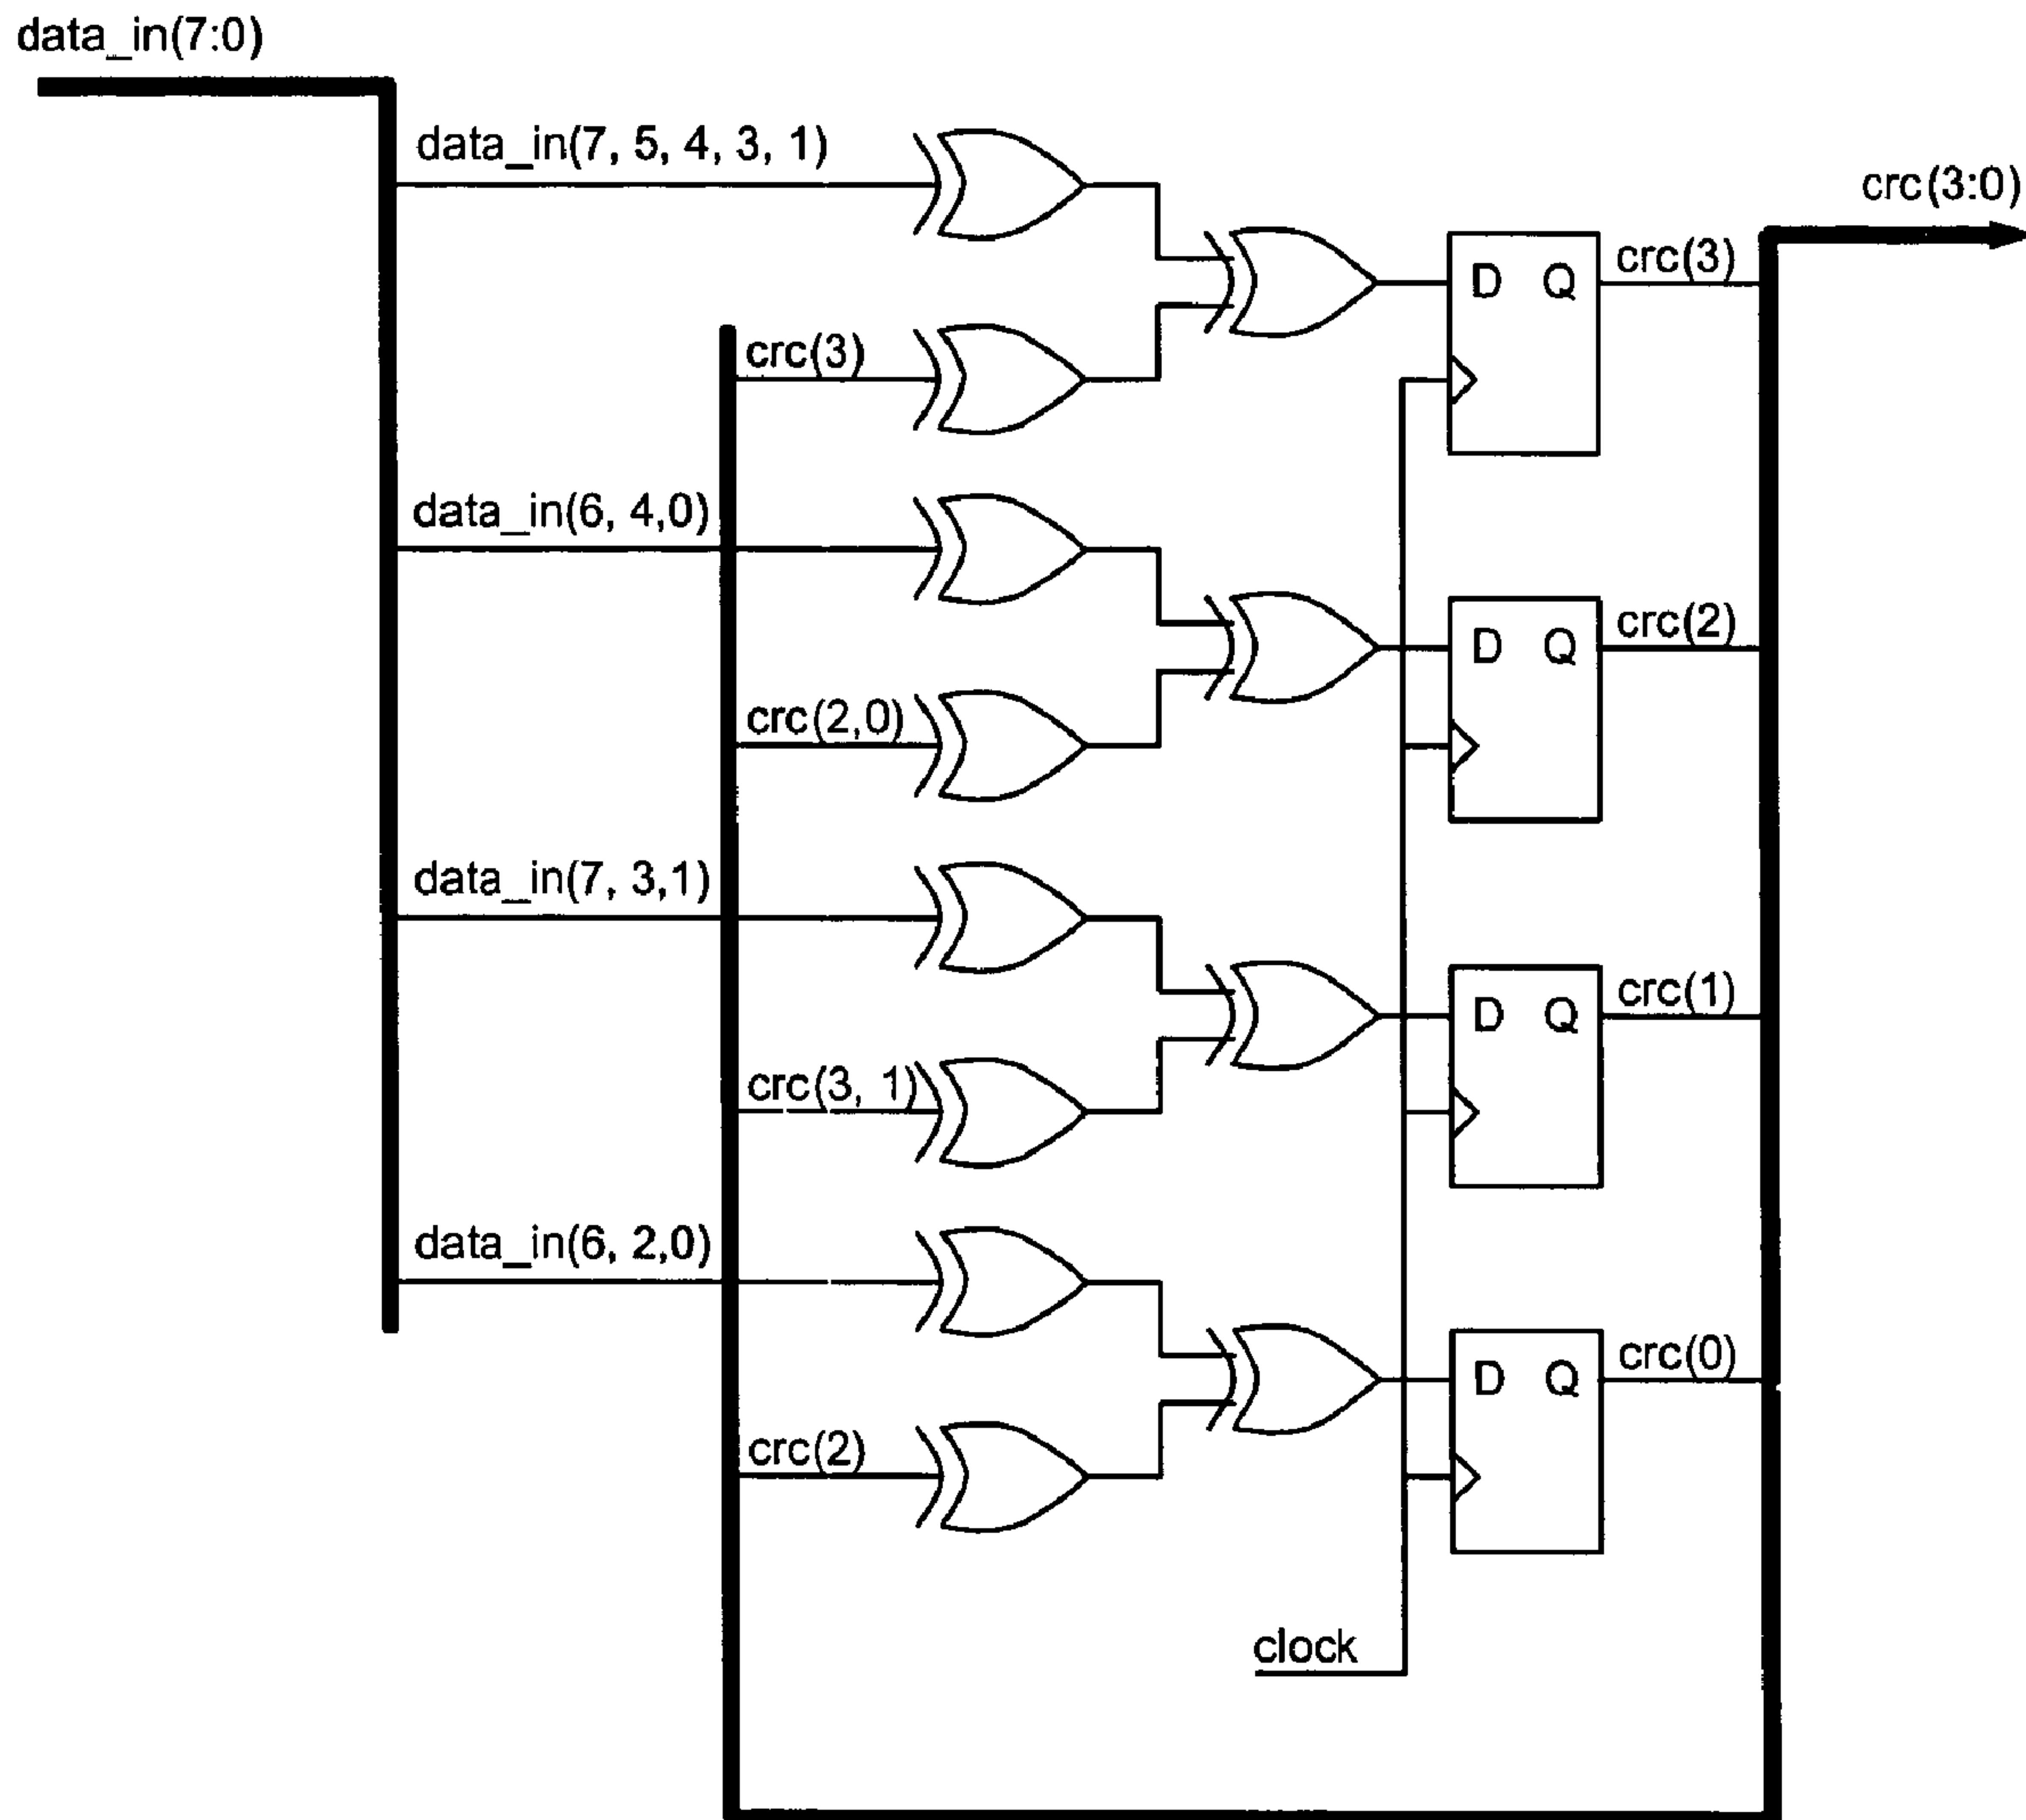 data_in(7:0)
data_in(7, 5, 4, 3, 1)
crc(3:0)
crc(3)
D Q
crc(3)
data_in(6, 4,0)
crc(2)
D Q
crc(2,0)
data_in(7, 3,1)
crc(1)
D Q
crc(3, 1)
data_in(6, 2,0)
crc(0)
D Q
crc(2)
clock